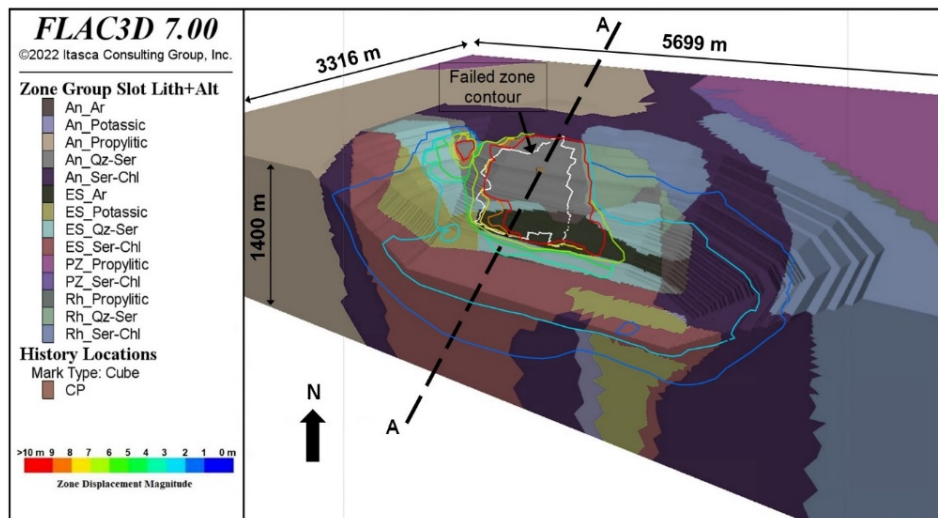 FLAC3D 7.00
©2022 Itasca Consulting Group, Inc.
Zone Group Slot Lith+Alt
An_Ar
An_Potassic
An_Propylitic
An_Qz-Ser
An_Ser-Chl
ES_Ar
ES_Potassic
ES_Qz-Ser
ES_Ser-Chl
PZ_Propylitic
PZ_Ser-Chl
Rh_Propylitic
Rh_Qz-Ser
Rh_Ser-Chl
History Locations
Mark Type: Cube
CP
>10 m 9 8 7 6 5 4 3 2 1 0 m
Zone Displacement Magnitude
3316 m
5699 m
A
Failed zone
contour
1400 m
N
A